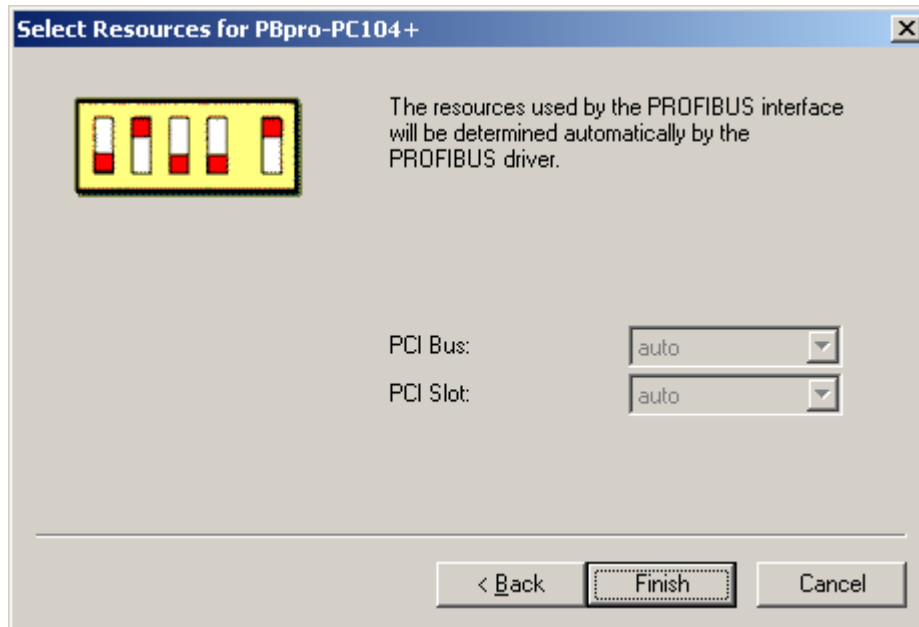 Select Resources for PBpro-PC104+
The resources used by the PROFIBUS interface
will be determined automatically by the
PROFIBUS driver.
PCI Bus: auto
PCI Slot: auto
< Back Finish Cancel